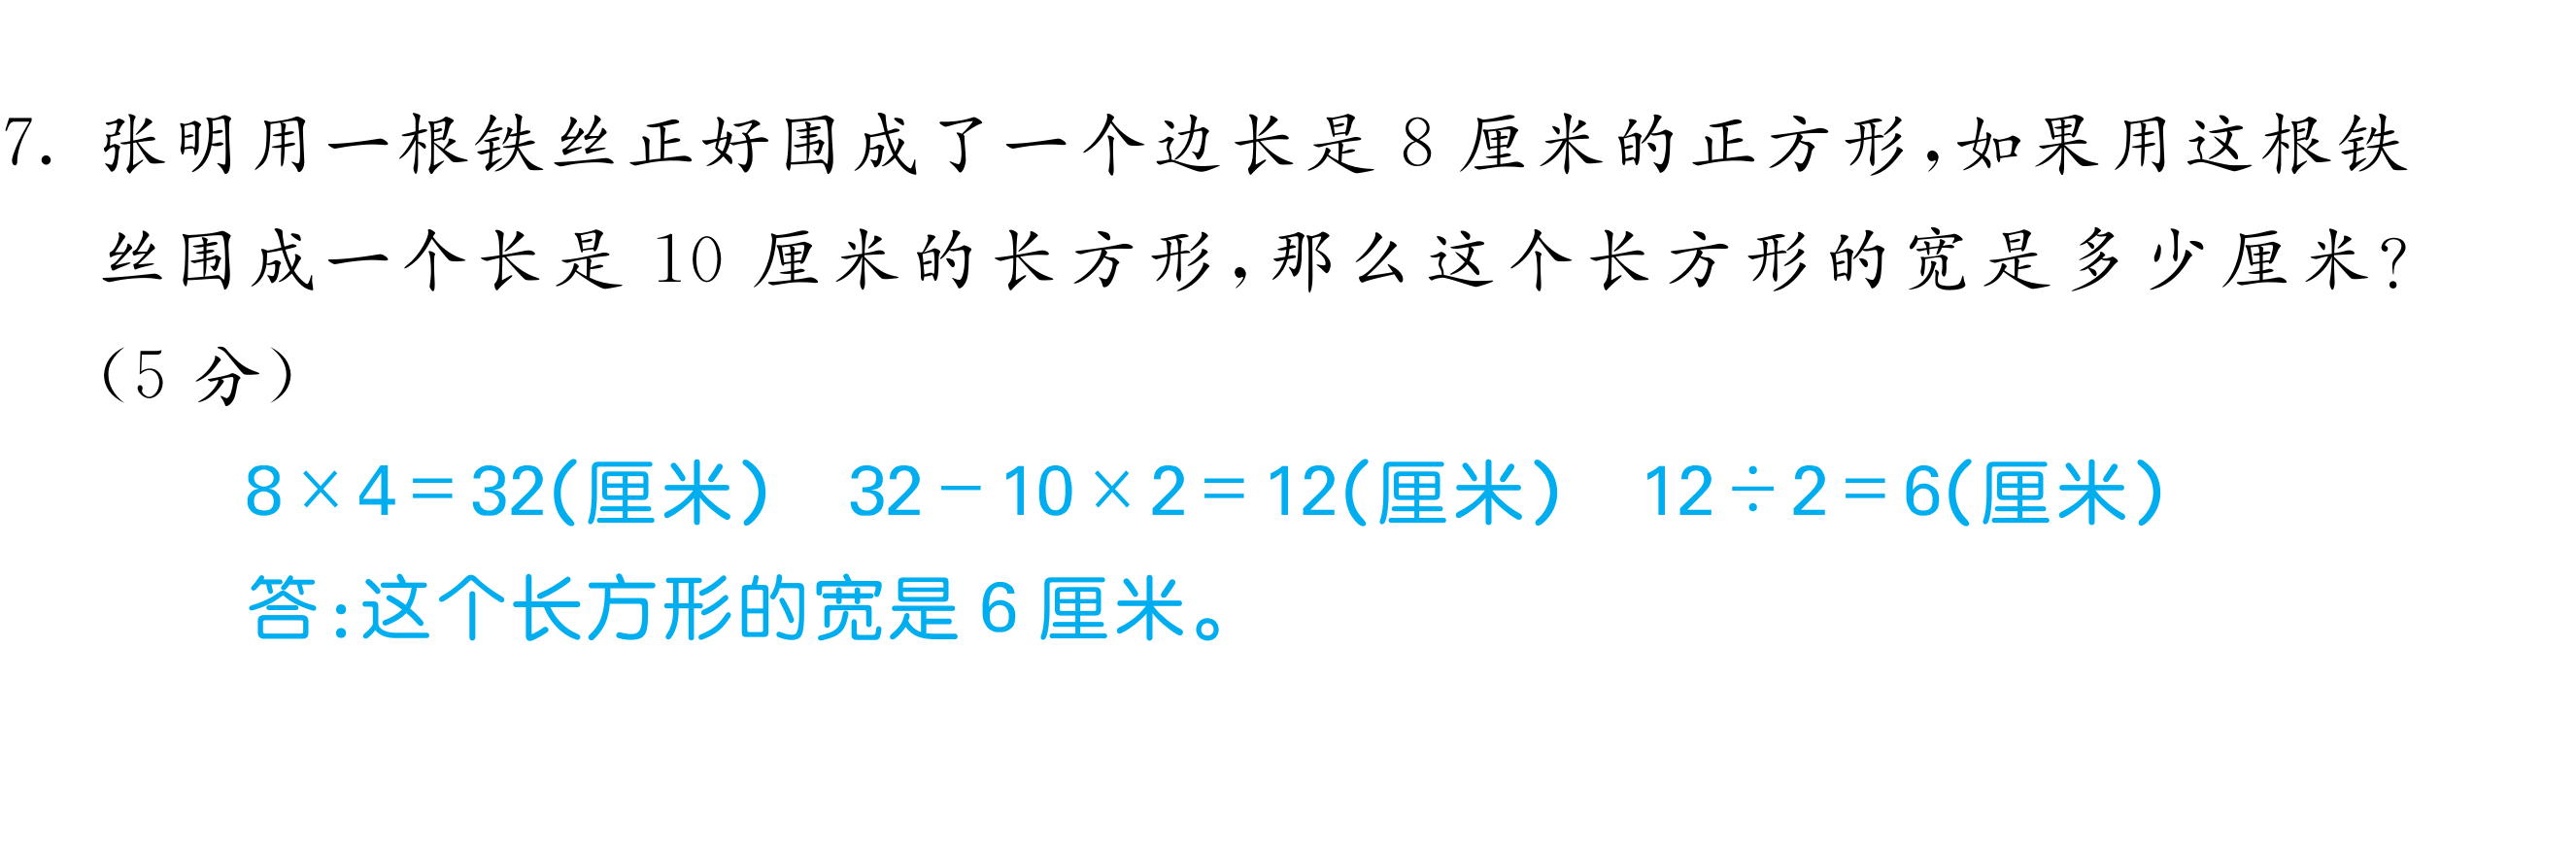 7. 张明用一根铁丝正好围成了一个边长是 8 厘米的正方形,如果用这根铁
丝围成一个长是 10 厘米的长方形,那么这个长方形的宽是多少厘米?
(5 分)
8×4=32(厘米) 32-10×2=12(厘米) 12÷2=6(厘米)
答:这个长方形的宽是 6 厘米。